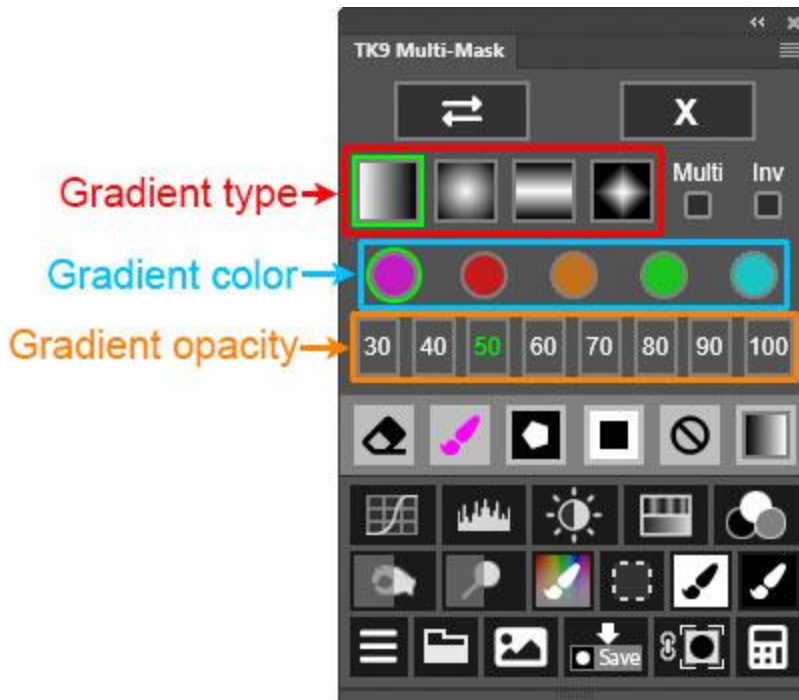 TK9 Multi-Mask
X
Gradient type
Multi Inv
Gradient color
Gradient opacity
30 40 50 60 70 80 90 100
Save